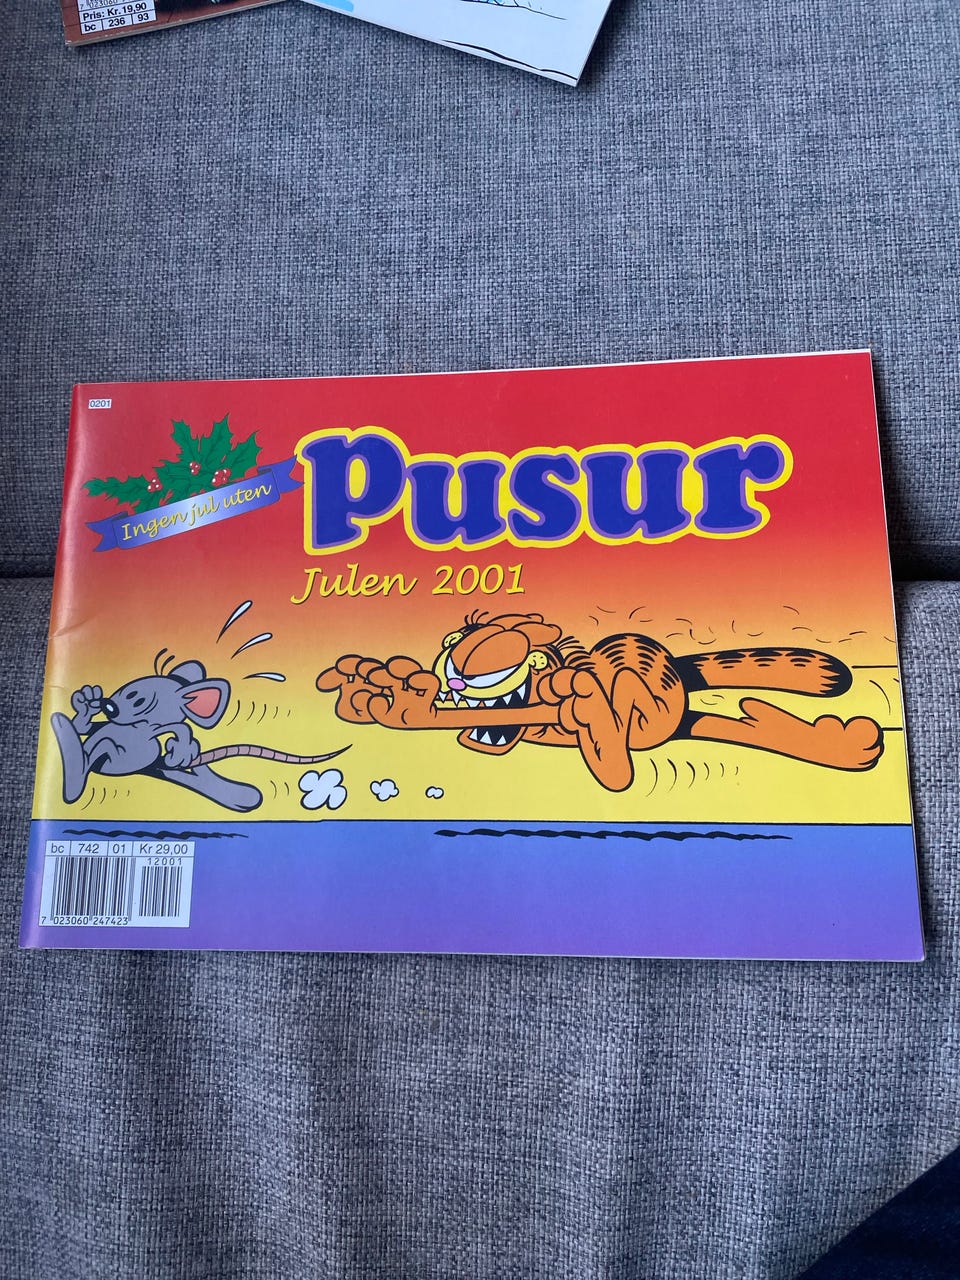 Pris: Kr. 19,90
bc 236 93
0201
Ingen jul uten
Pusur
Julen 2001
bc 742 01 Kr 29,00
12001
7 023060 247423